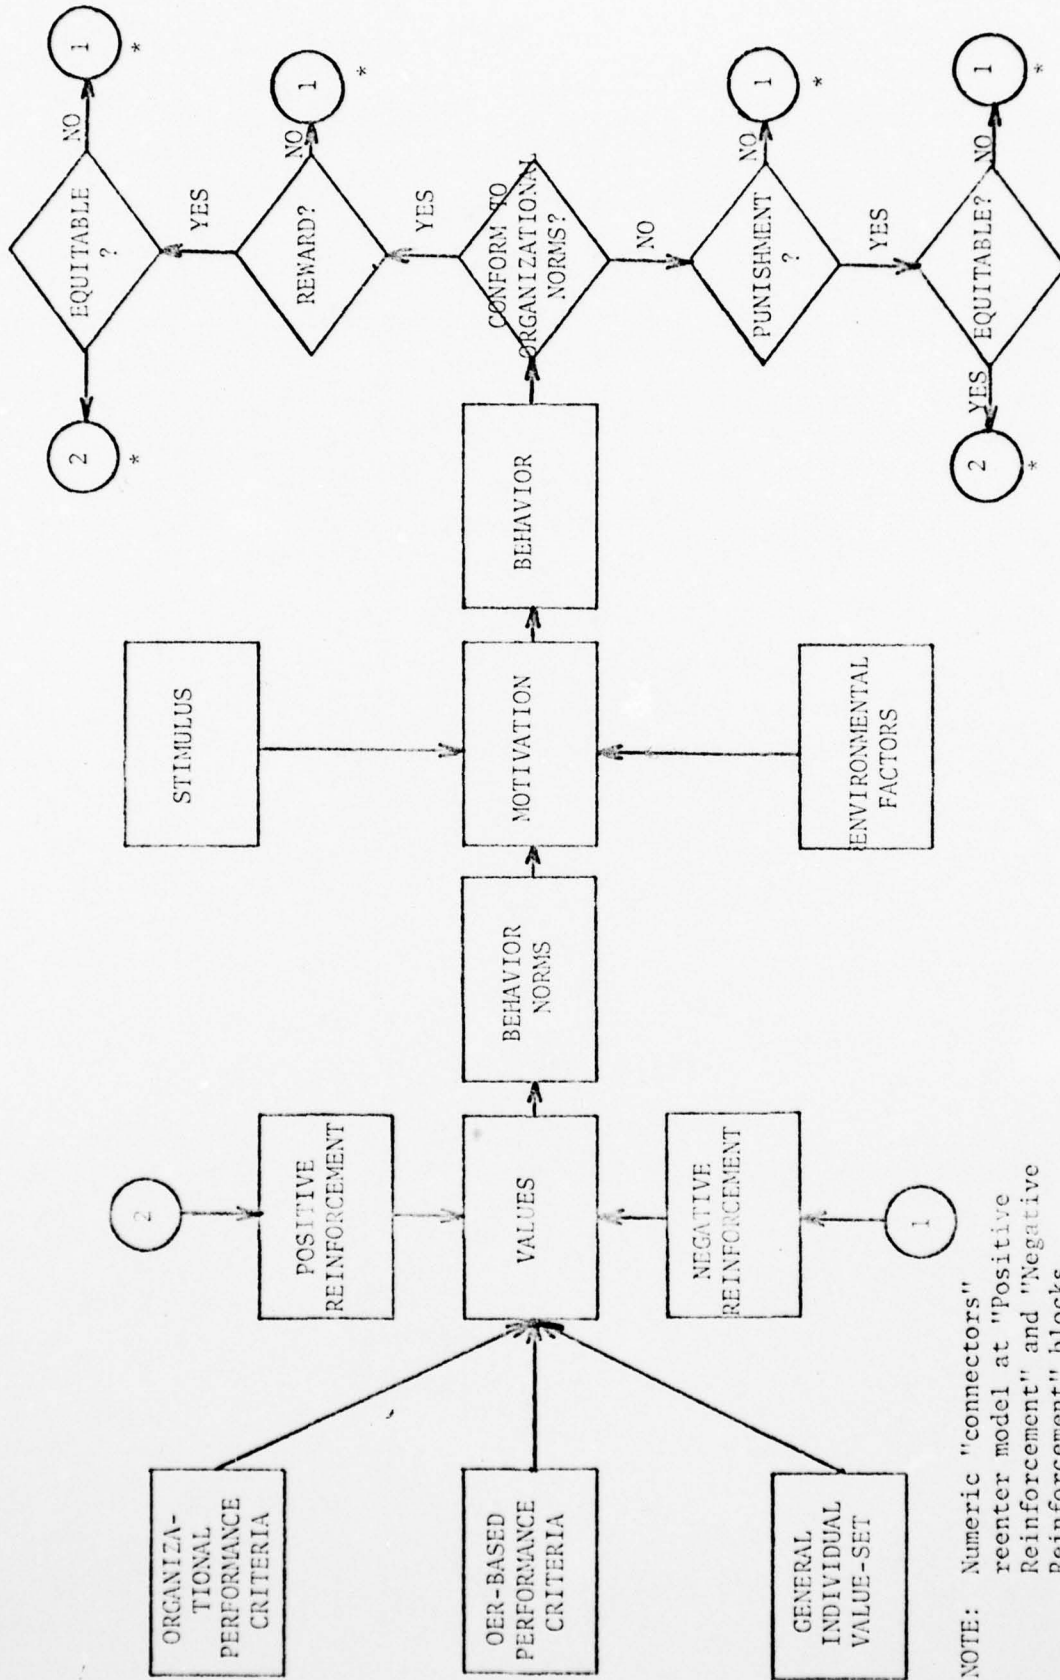 ORGANIZA-
TIONAL
PERFORMANCE
CRITERIA
OER-BASED
PERFORMANCE
CRITERIA
GENERAL
INDIVIDUAL
VALUE-SET
2
POSITIVE
REINFORCEMENT
VALUES
NEGATIVE
REINFORCEMENT
1
BEHAVIOR
NORMS
STIMULUS
MOTIVATION
ENVIRONMENTAL
FACTORS
BEHAVIOR
2
*
EQUITABLE
?
NO
1
*
YES
REWARD?
NO
1
*
YES
CONFORM TO
ORGANIZATIONAL
NORMS?
NO
PUNISHMENT
?
NO
1
*
YES
EQUITABLE?
YES
2
*
NO
1
*
NOTE: Numeric "connectors"
reenter model at "Positive
Reinforcement" and "Negative
Reinforcement" blocks